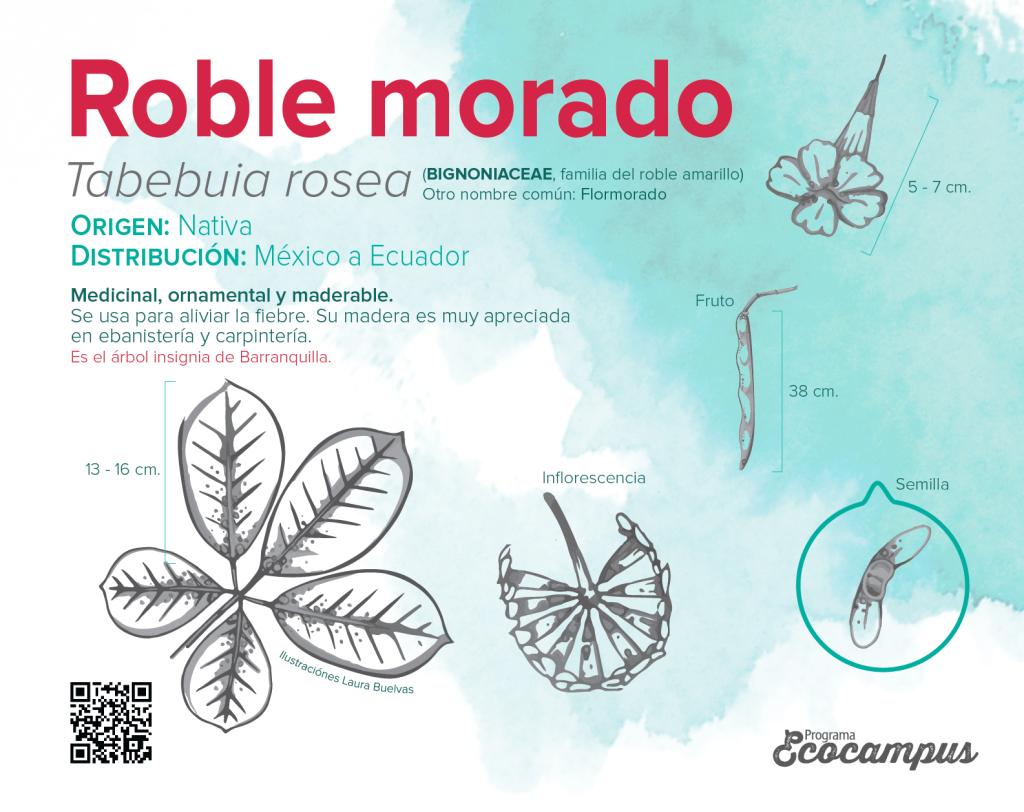 Roble morado
Tabebuia rosea
(BIGNONIACEAE, familia del roble amarillo)
Otro nombre común: Flormorado
ORIGEN: Nativa
DISTRIBUCIÓN: México a Ecuador
Medicinal, ornamental y maderable.
Se usa para aliviar la fiebre. Su madera es muy apreciada
en ebanistería y carpintería.
Es el árbol insignia de Barranquilla.
5 - 7 cm.
Fruto
38 cm.
13 - 16 cm.
Inflorescencia
Semilla
Ilustraciónes Laura Buelvas
Programa
Ecocampus